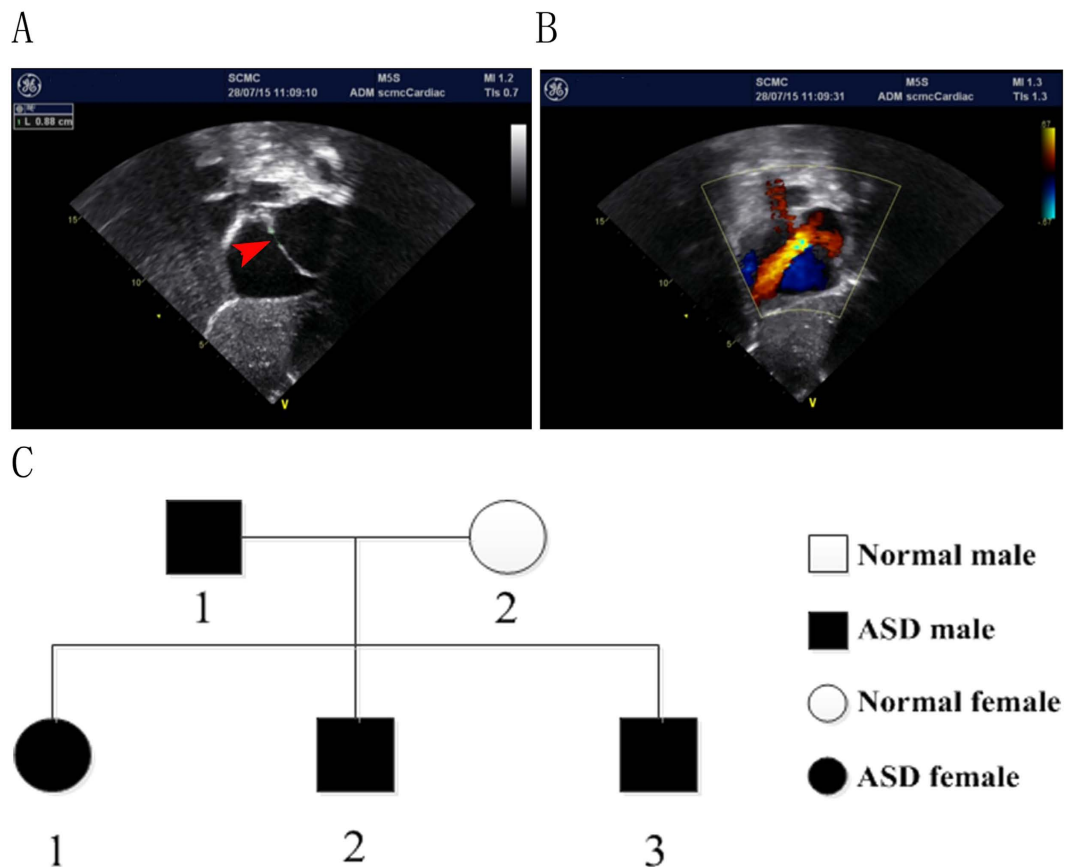 A
B
SCMC M5S MI 1.2
28/07/15 11:09:10 ADM scmcCardiac TIs 0.7
1 L 0.88 cm
15
10
5
V
SCMC M5S MI 1.3
28/07/15 11:09:31 ADM scmcCardiac TIs 1.3
15
10
5
V
C
1
2
1
2
3
Normal male
ASD male
Normal female
ASD female